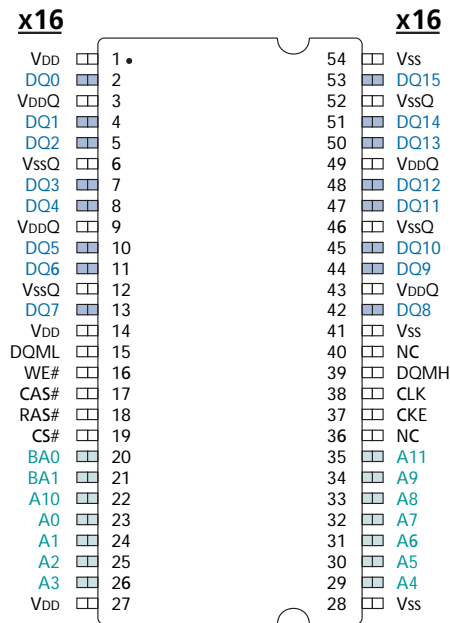 x16 x16
VDD 1 54 Vss
DQ0 2 53 DQ15
VDDQ 3 52 VssQ
DQ1 4 51 DQ14
DQ2 5 50 DQ13
VssQ 6 49 VDDQ
DQ3 7 48 DQ12
DQ4 8 47 DQ11
VDDQ 9 46 VssQ
DQ5 10 45 DQ10
DQ6 11 44 DQ9
VssQ 12 43 VDDQ
DQ7 13 42 DQ8
VDD 14 41 Vss
DQML 15 40 NC
WE# 16 39 DQMH
CAS# 17 38 CLK
RAS# 18 37 CKE
CS# 19 36 NC
BA0 20 35 A11
BA1 21 34 A9
A10 22 33 A8
A0 23 32 A7
A1 24 31 A6
A2 25 30 A5
A3 26 29 A4
VDD 27 28 Vss